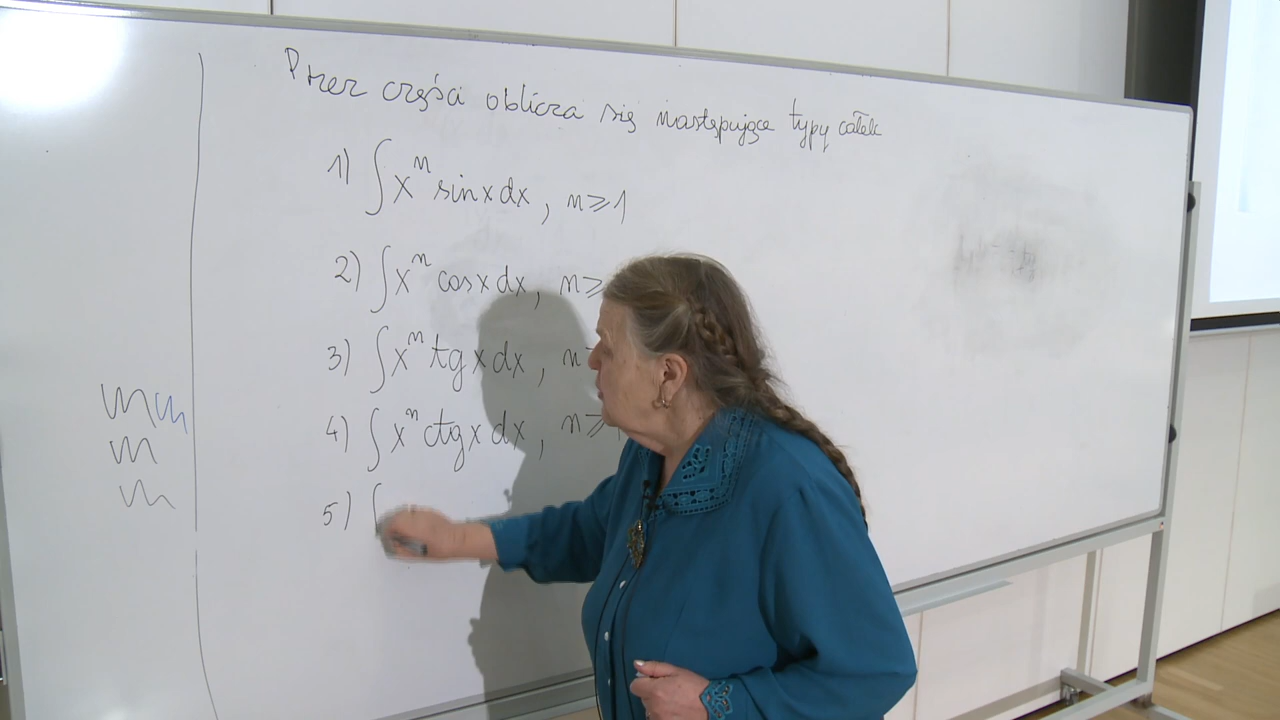 Przez części oblicza się następujące typy całek
1) ∫ xⁿ sin x dx , n ≥ 1
2) ∫ xⁿ cos x dx , n ≥
3) ∫ xⁿ tg x dx , n
4) ∫ xⁿ ctg x dx , n ≥ 1
5) ∫